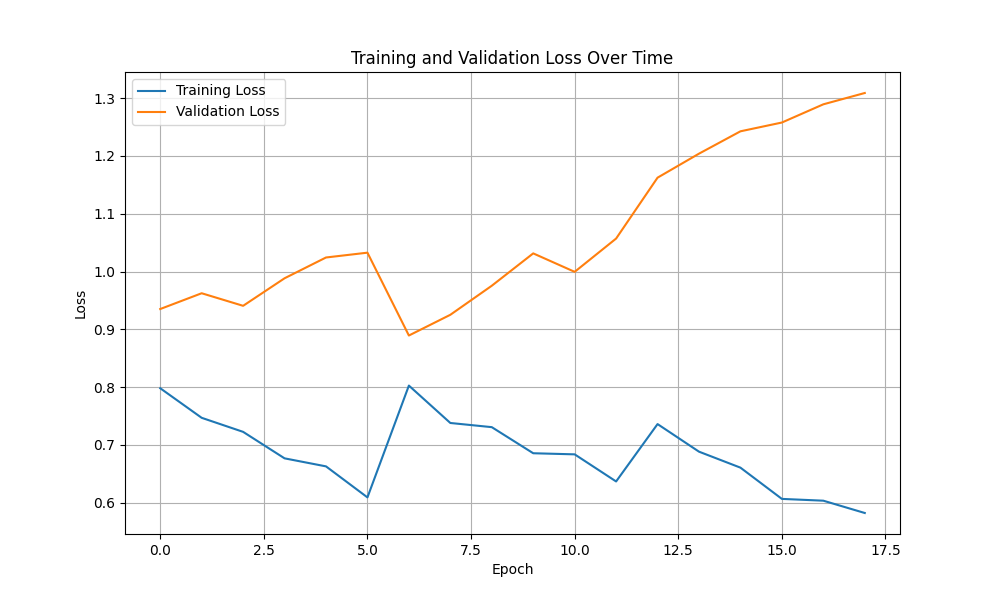 Training and Validation Loss Over Time
Training Loss
Validation Loss
1.3
1.2
1.1
1.0
0.9
0.8
0.7
0.6
Loss
0.0 2.5 5.0 7.5 10.0 12.5 15.0 17.5
Epoch